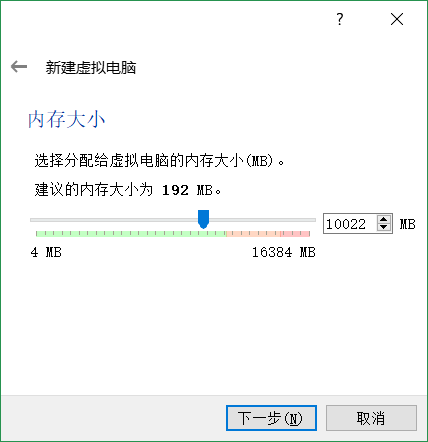 ?
新建虚拟电脑
内存大小
选择分配给虚拟电脑的内存大小(MB)。
建议的内存大小为 192 MB。
10022 MB
4 MB 16384 MB
下一步(N) 取消